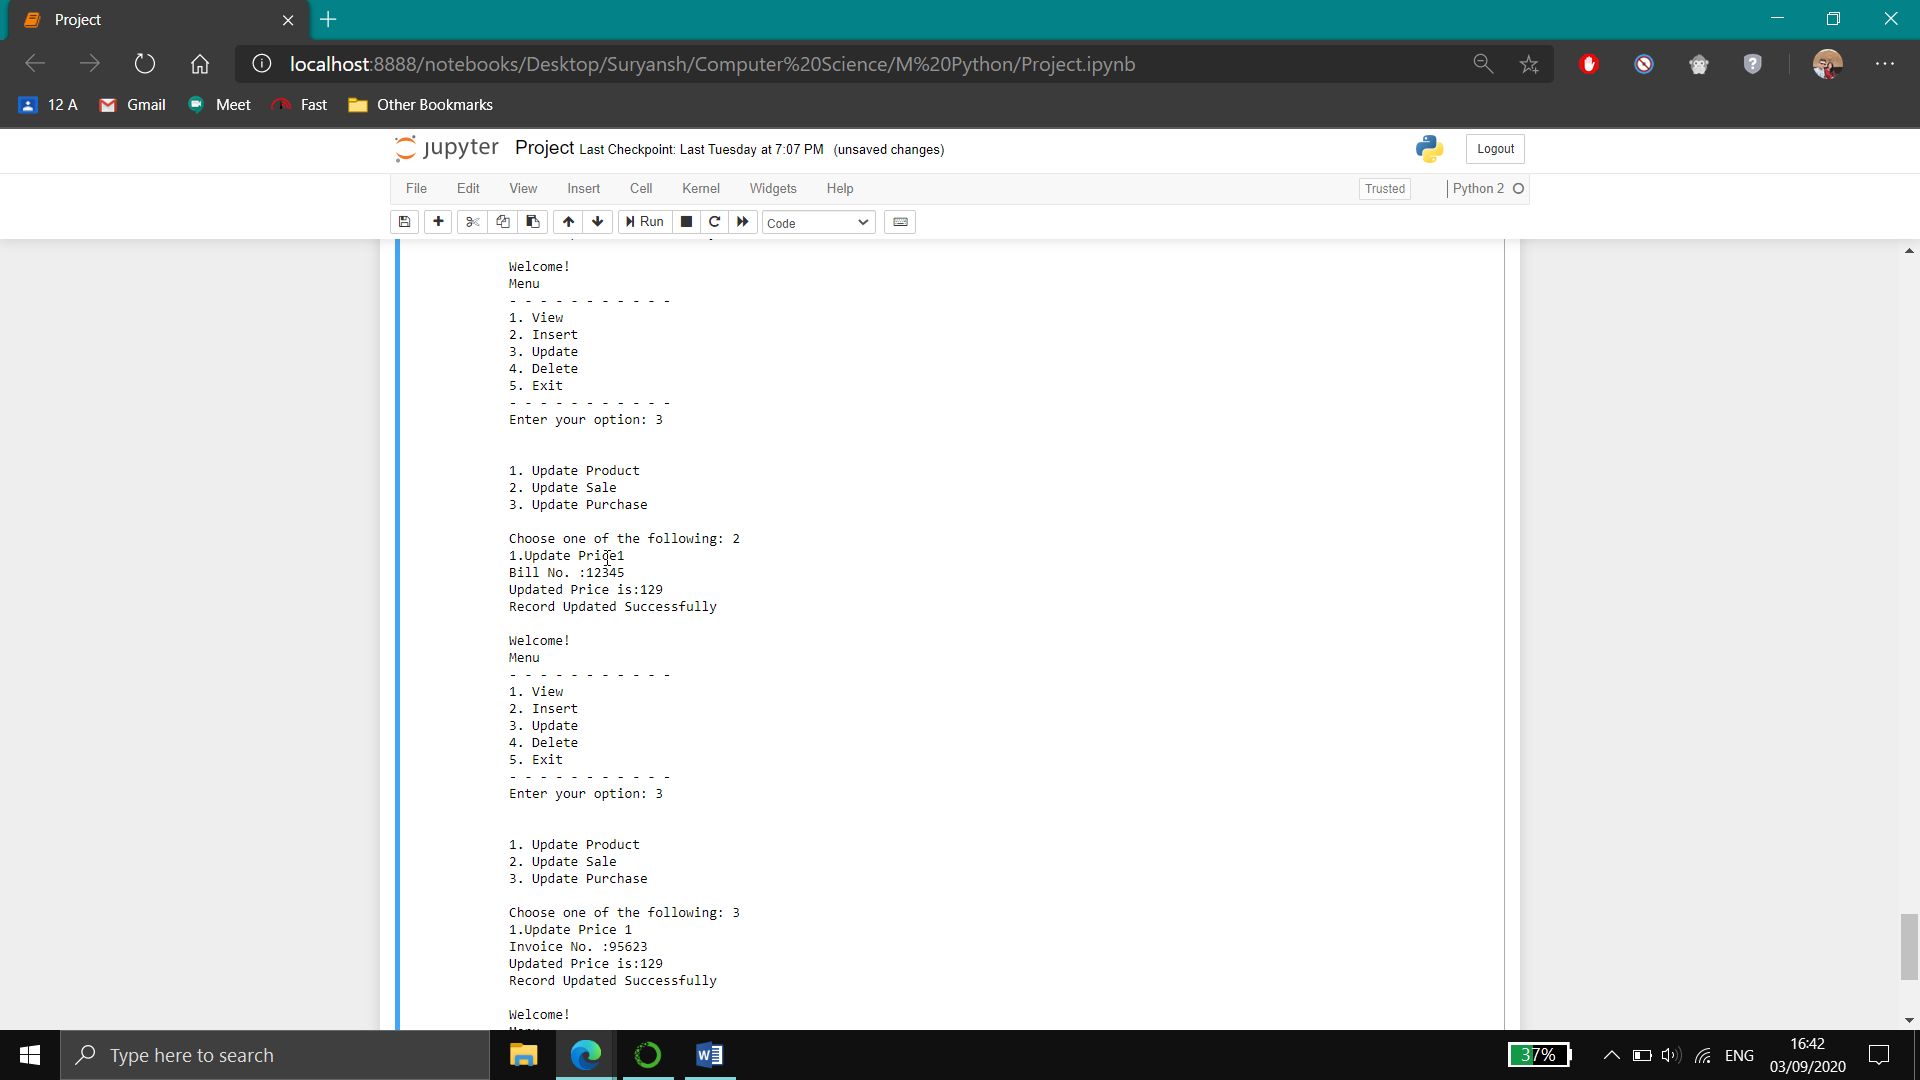 Project
localhost:8888/notebooks/Desktop/Suryansh/Computer%20Science/M%20Python/Project.ipynb
12 A Gmail Meet Fast Other Bookmarks
jupyter Project Last Checkpoint: Last Tuesday at 7:07 PM (unsaved changes) Logout
File Edit View Insert Cell Kernel Widgets Help Trusted Python 2
Run Code
Welcome!
Menu
- - - - - - - - - - -
1. View
2. Insert
3. Update
4. Delete
5. Exit
- - - - - - - - - - -
Enter your option: 3
1. Update Product
2. Update Sale
3. Update Purchase
Choose one of the following: 2
1.Update Price1
Bill No. :12345
Updated Price is:129
Record Updated Successfully
Welcome!
Menu
- - - - - - - - - - -
1. View
2. Insert
3. Update
4. Delete
5. Exit
- - - - - - - - - - -
Enter your option: 3
1. Update Product
2. Update Sale
3. Update Purchase
Choose one of the following: 3
1.Update Price 1
Invoice No. :95623
Updated Price is:129
Record Updated Successfully
Welcome!
Type here to search
37%
ENG
16:42
03/09/2020